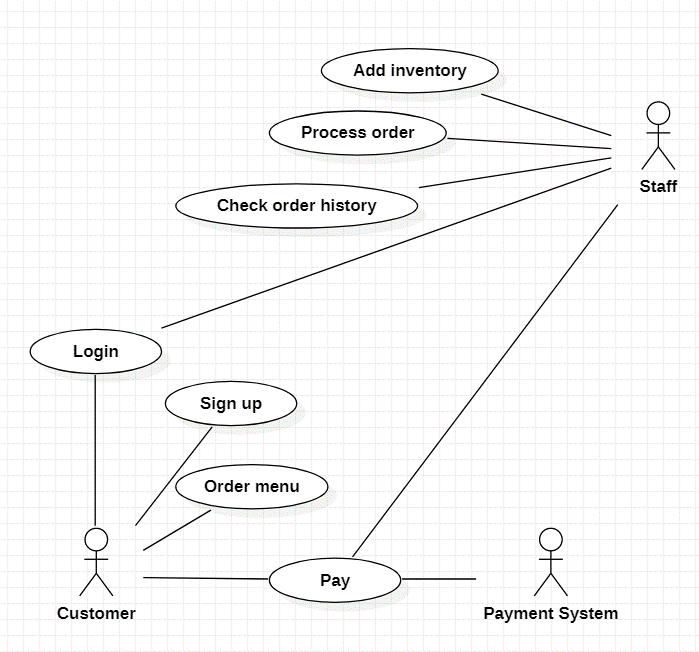 Add inventory
Process order
Staff
Check order history
Login
Sign up
Order menu
Pay
Customer
Payment System